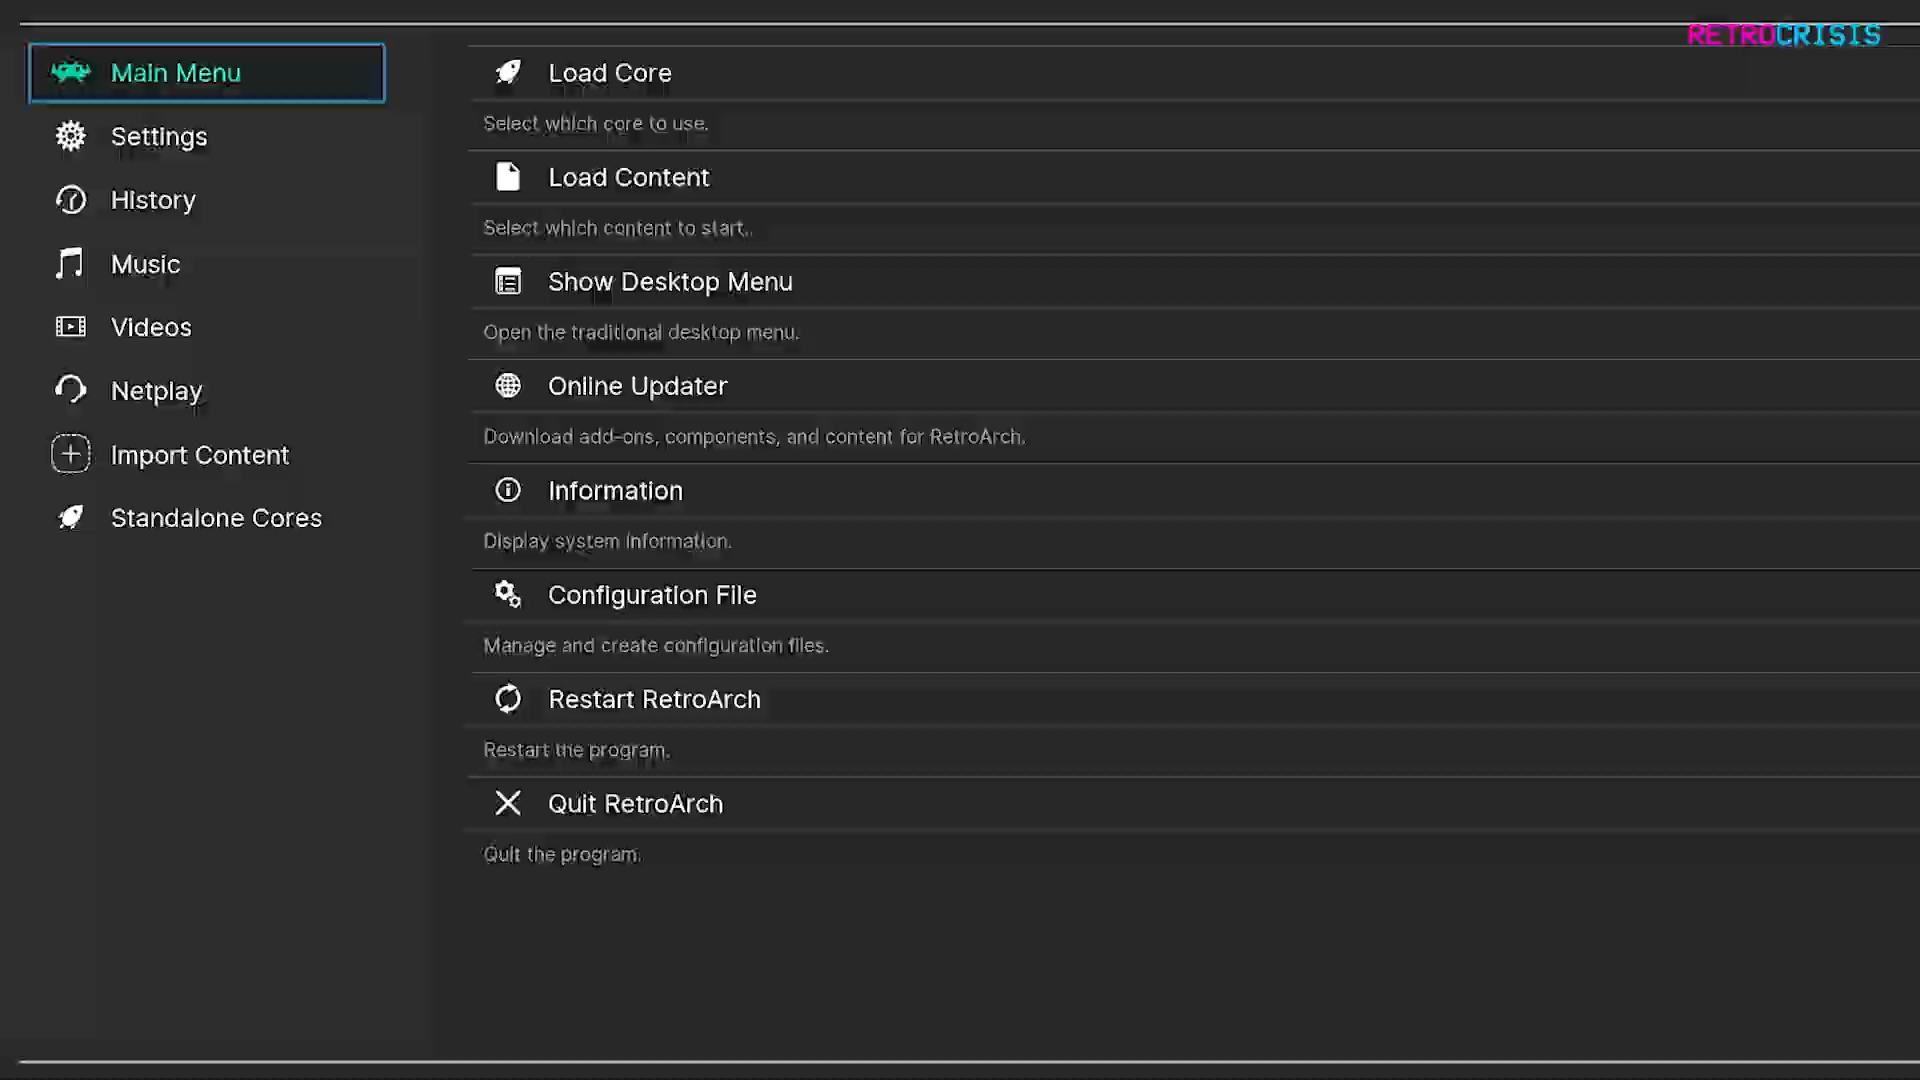 RETROCRISIS
Main Menu
Settings
History
Music
Videos
Netplay
Import Content
Standalone Cores
Load Core
Select which core to use.
Load Content
Select which content to start.
Show Desktop Menu
Open the traditional desktop menu.
Online Updater
Download add-ons, components, and content for RetroArch.
Information
Display system information.
Configuration File
Manage and create configuration files.
Restart RetroArch
Restart the program.
Quit RetroArch
Quit the program.